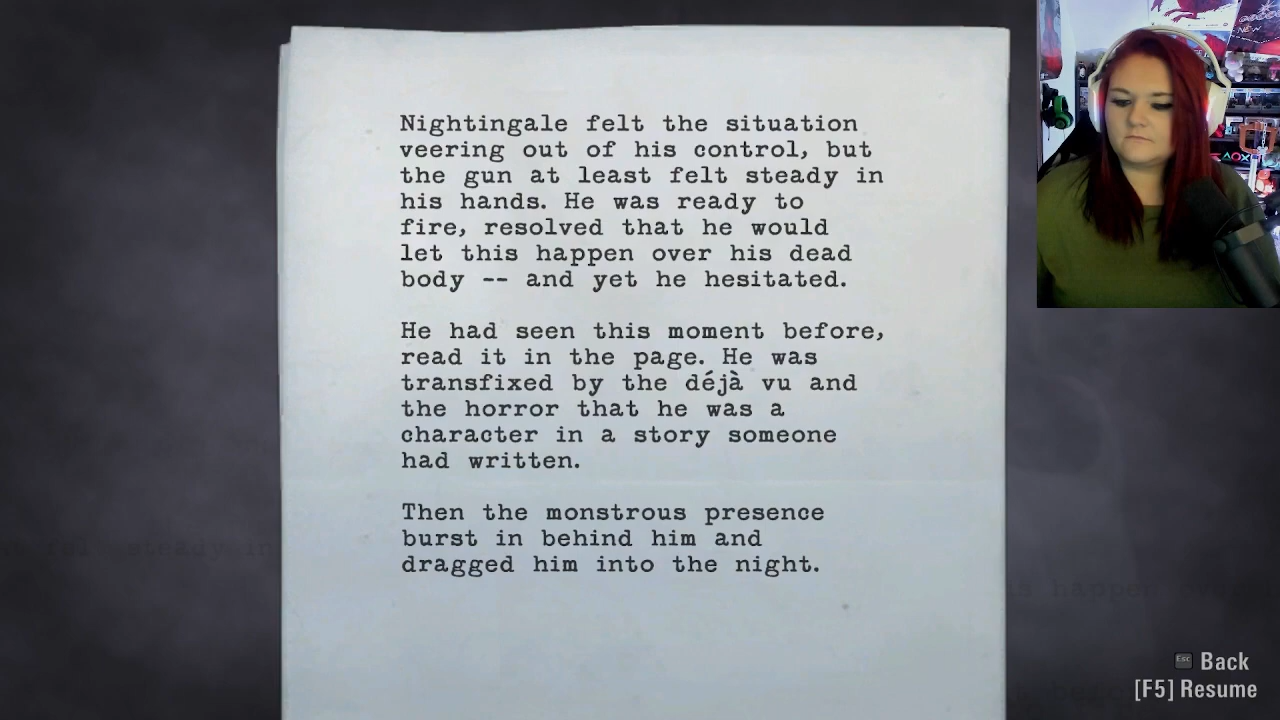 Nightingale felt the situation
veering out of his control, but
the gun at least felt steady in
his hands. He was ready to
fire, resolved that he would
let this happen over his dead
body -- and yet he hesitated.
He had seen this moment before,
read it in the page. He was
transfixed by the déjà vu and
the horror that he was a
character in a story someone
had written.
Then the monstrous presence
burst in behind him and
dragged him into the night.
Esc Back
[F5] Resume